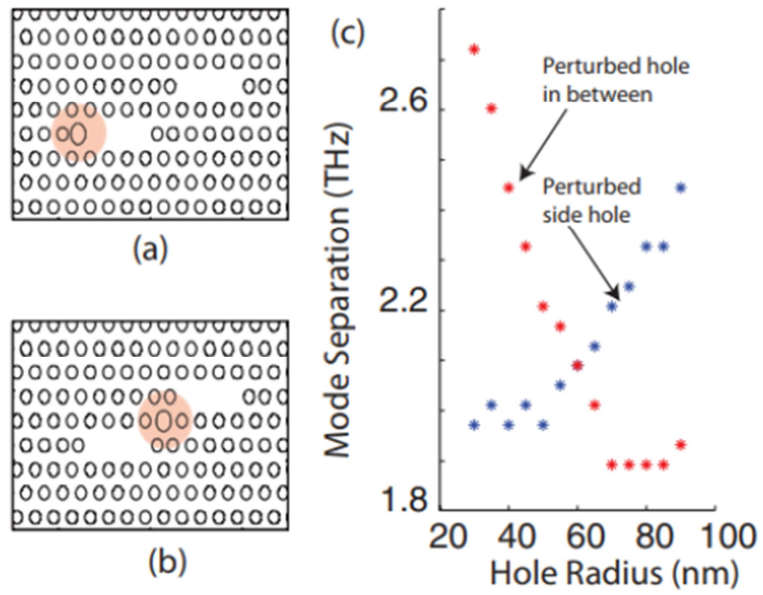 (a)
(b)
(c)
Mode Separation (THz)
2.6
2.2
1.8
Perturbed hole
in between
Perturbed
side hole
20 40 60 80 100
Hole Radius (nm)